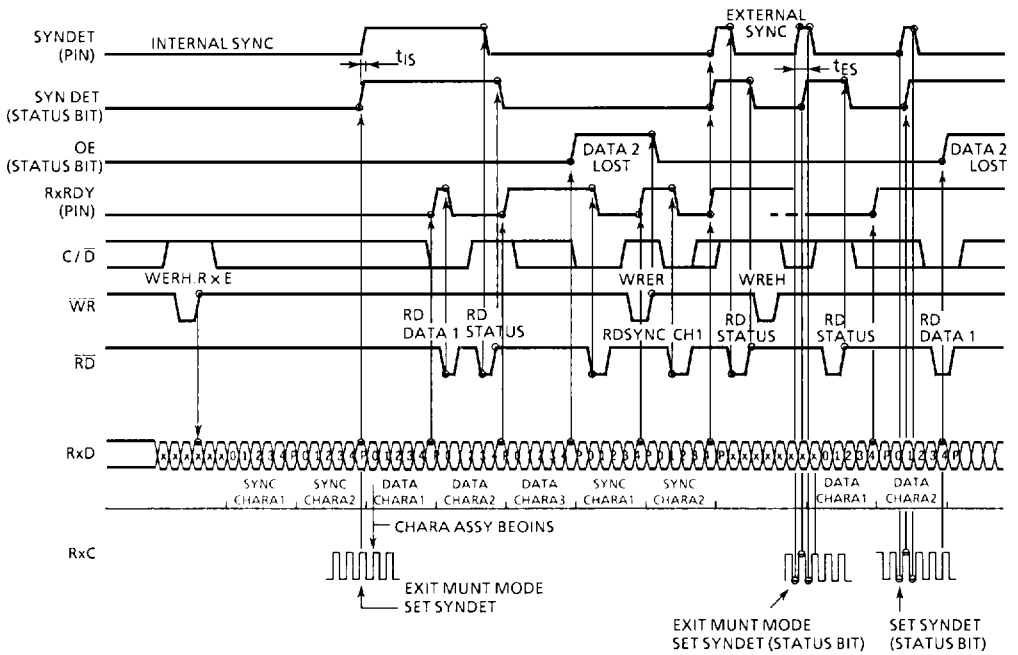 SYNDET
(PIN)
INTERNAL SYNC
tIS
EXTERNAL
SYNC
tES
SYN DET
(STATUS BIT)
OE
(STATUS BIT)
DATA 2
LOST
DATA 2
LOST
RxRDY
(PIN)
C/D̅
WERH.RxE
WRER
WREH
W̅R̅
RD
DATA 1
RD
STATUS
RDSYNC CH1
RD
STATUS
RD
STATUS
RD
DATA 1
R̅D̅
RxD
SYNC
CHARA1
SYNC
CHARA2
DATA
CHARA1
DATA
CHARA2
DATA
CHARA3
SYNC
CHARA1
SYNC
CHARA2
DATA
CHARA1
DATA
CHARA2
CHARA ASSY BEOINS
RxC
EXIT MUNT MODE
SET SYNDET
EXIT MUNT MODE
SET SYNDET (STATUS BIT)
SET SYNDET
(STATUS BIT)